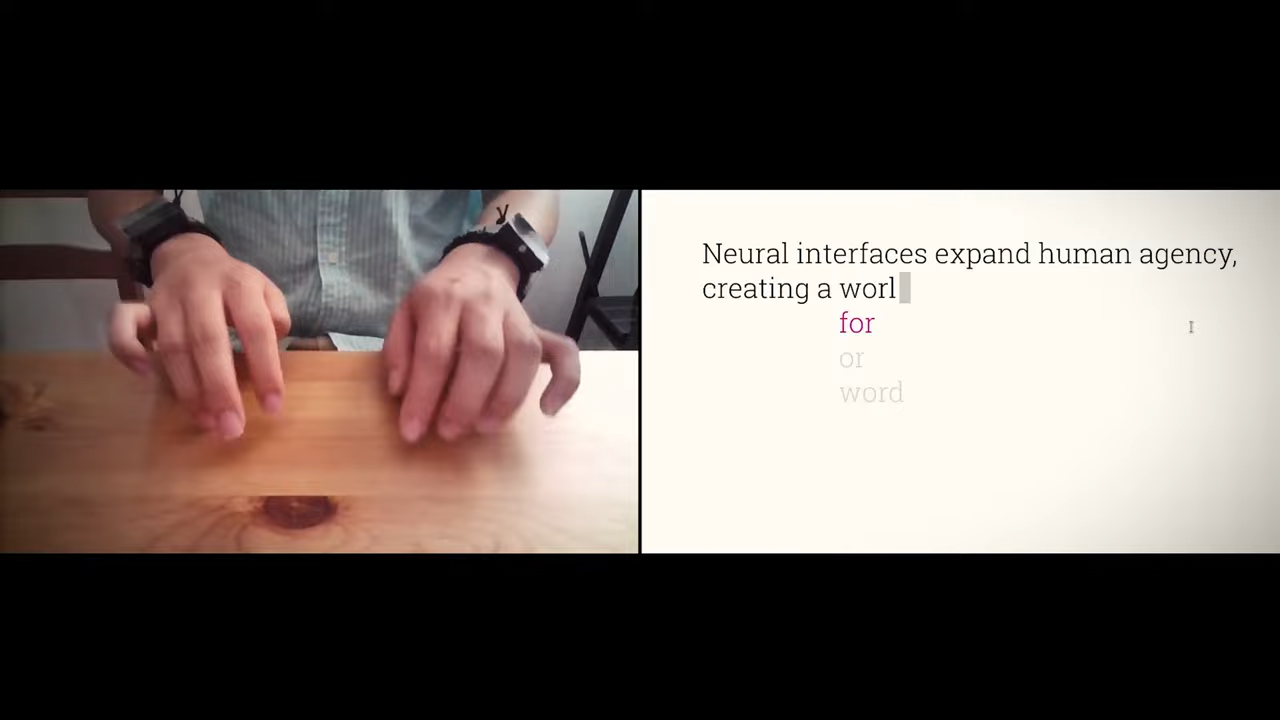 Neural interfaces expand human agency,
creating a worl
for
or
word